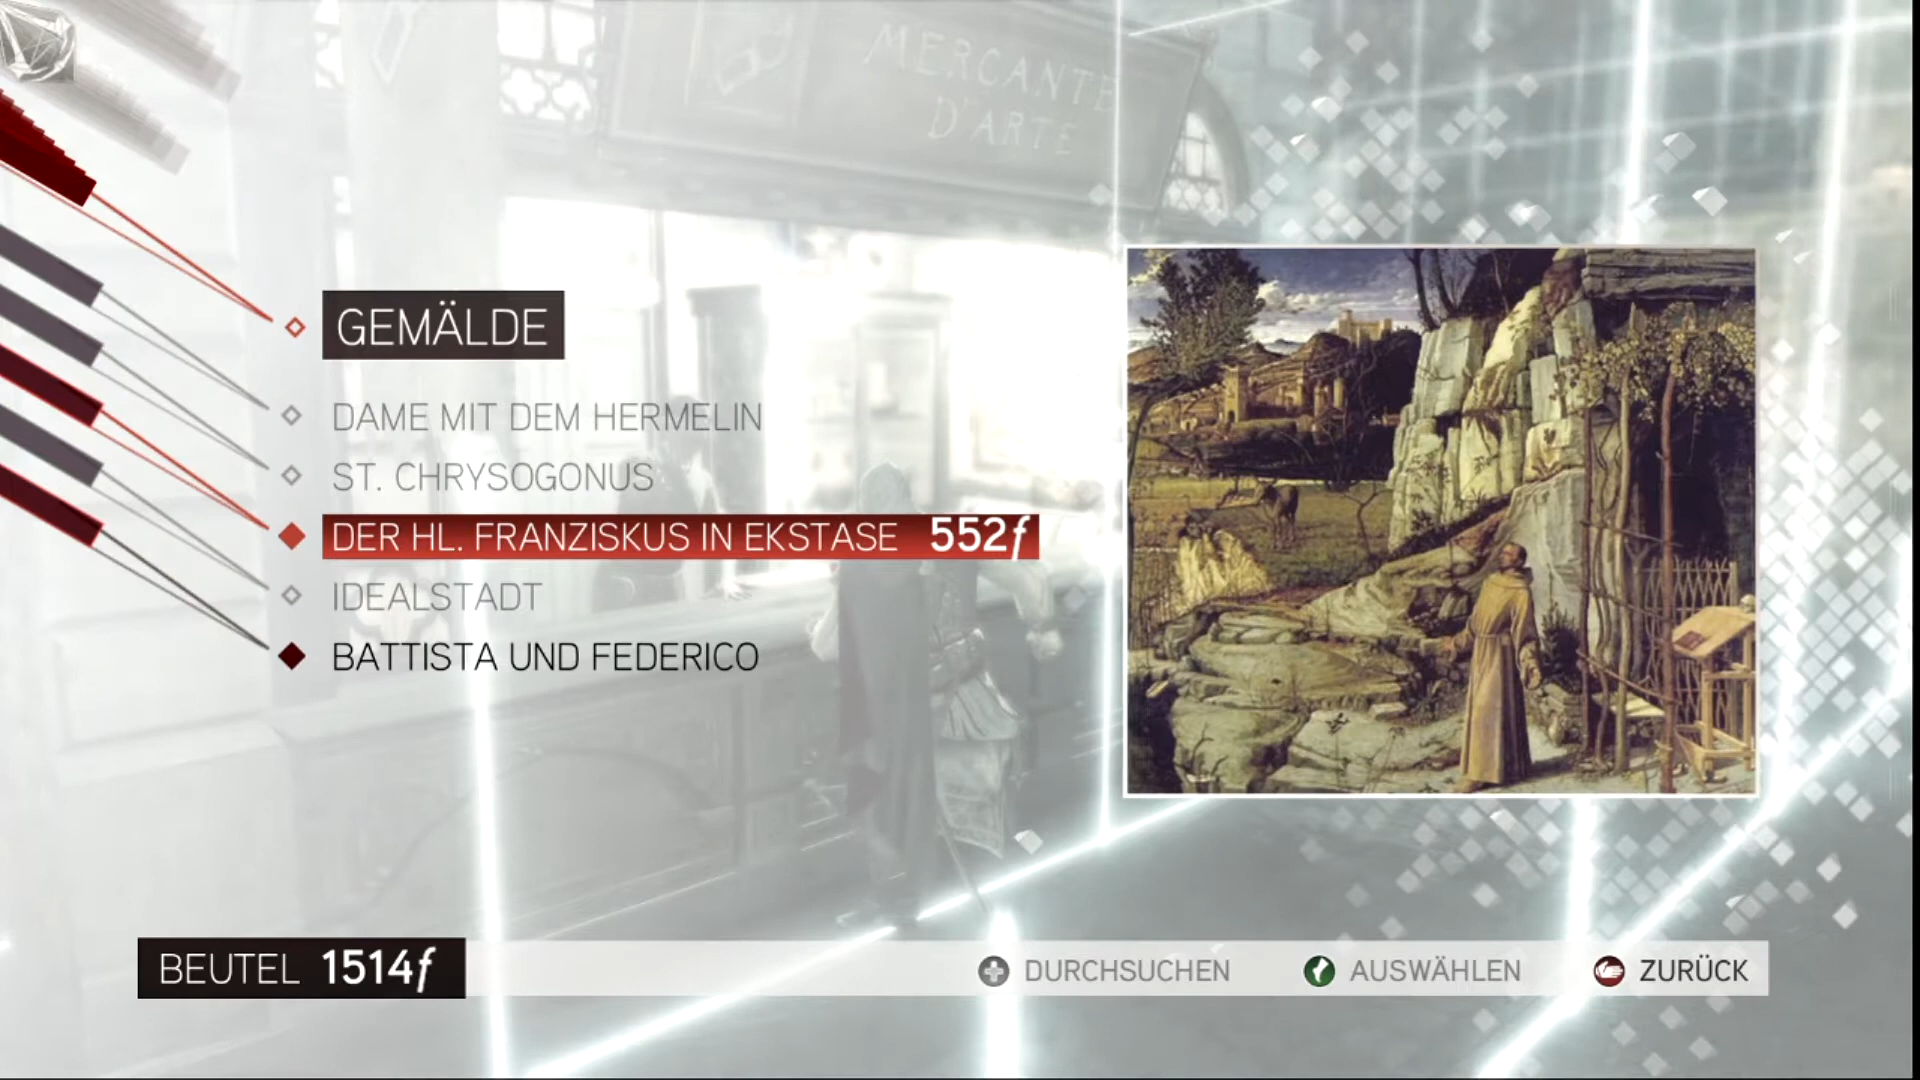 MERCANTE
D'ARTE
GEMÄLDE
DAME MIT DEM HERMELIN
ST. CHRYSOGONUS
DER HL. FRANZISKUS IN EKSTASE 552f
IDEALSTADT
BATTISTA UND FEDERICO
BEUTEL 1514f
DURCHSUCHEN
AUSWÄHLEN
ZURÜCK